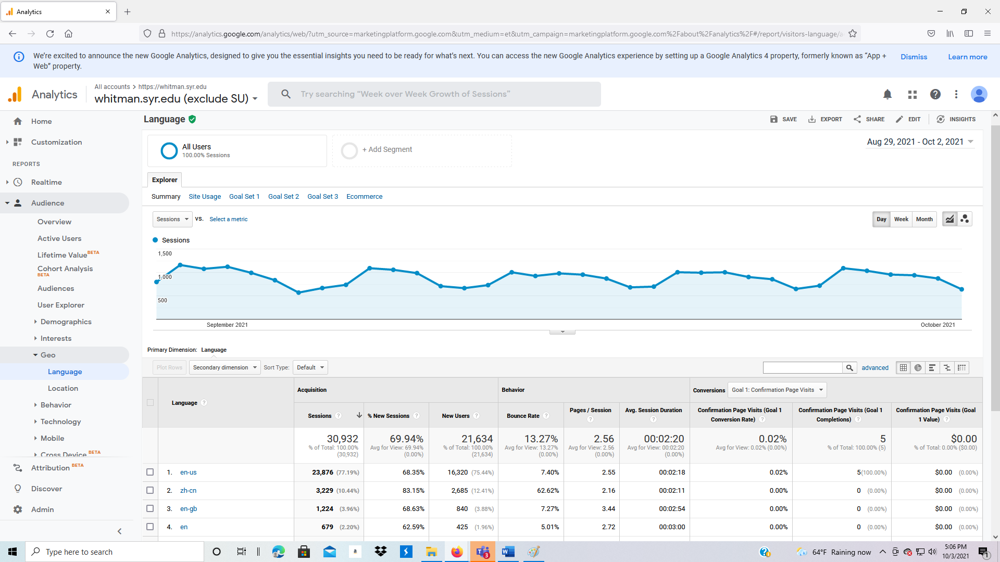 Analytics
https://analytics.google.com/analytics/web/?utm_source=marketingplatform.google.com&utm_medium=et&utm_campaign=marketingplatform.google.com%2Fabout%2Fanalytics%2F#/report/visitors-language/a
We're excited to announce the new Google Analytics, designed to give you the essential insights you need to be ready for what's next. You can access the new Google Analytics experience by setting up a Google Analytics 4 property, formerly known as “App +
Web” property.
Dismiss
Learn more
Analytics
All accounts > https://whitman.syr.edu
whitman.syr.edu (exclude SU)
Try searching “Week over Week Growth of Sessions”
Home
Customization
REPORTS
Realtime
Audience
Overview
Active Users
Lifetime Value BETA
Cohort Analysis
BETA
Audiences
User Explorer
Demographics
Interests
Geo
Language
Location
Behavior
Technology
Mobile
Cross Device BETA
Attribution BETA
Discover
Admin
Language
SAVE EXPORT SHARE EDIT INSIGHTS
All Users
100.00% Sessions
+ Add Segment
Aug 29, 2021 - Oct 2, 2021
Explorer
Summary Site Usage Goal Set 1 Goal Set 2 Goal Set 3 Ecommerce
Sessions vs. Select a metric
Day Week Month
Sessions
1,500
1,000
500
September 2021 October 2021
Primary Dimension: Language
Plot Rows Secondary dimension Sort Type: Default advanced
Language
Acquisition Behavior Conversions Goal 1: Confirmation Page Visits
Sessions % New Sessions New Users Bounce Rate Pages / Session Avg. Session Duration Confirmation Page Visits (Goal 1 Conversion Rate) Confirmation Page Visits (Goal 1 Completions) Confirmation Page Visits (Goal 1 Value)
30,932 69.94% 21,634 13.27% 2.56 00:02:20 0.02% 5 $0.00
% of Total: 100.00% Avg for View: 69.94% % of Total: 100.00% Avg for View: 13.27% Avg for View: 2.56 Avg for View: 00:02:20 Avg for View: 0.02% (0.00%) % of Total: 100.00% (5) % of Total: 0.00% ($0.00)
(30,932) (0.00%) (21,634) (0.00%) (0.00%) (0.00%)
1. en-us 23,876 (77.19%) 68.35% 16,320 (75.44%) 7.40% 2.55 00:02:18 0.02% 5(100.00%) $0.00 (0.00%)
2. zh-cn 3,229 (10.44%) 83.15% 2,685 (12.41%) 62.62% 2.16 00:02:11 0.00% 0 (0.00%) $0.00 (0.00%)
3. en-gb 1,224 (3.96%) 68.63% 840 (3.88%) 7.27% 3.44 00:02:54 0.00% 0 (0.00%) $0.00 (0.00%)
4. en 679 (2.20%) 62.59% 425 (1.96%) 5.01% 2.72 00:03:00 0.00% 0 (0.00%) $0.00 (0.00%)
Type here to search
a
3
64°F Raining now
5:06 PM
10/3/2021
1